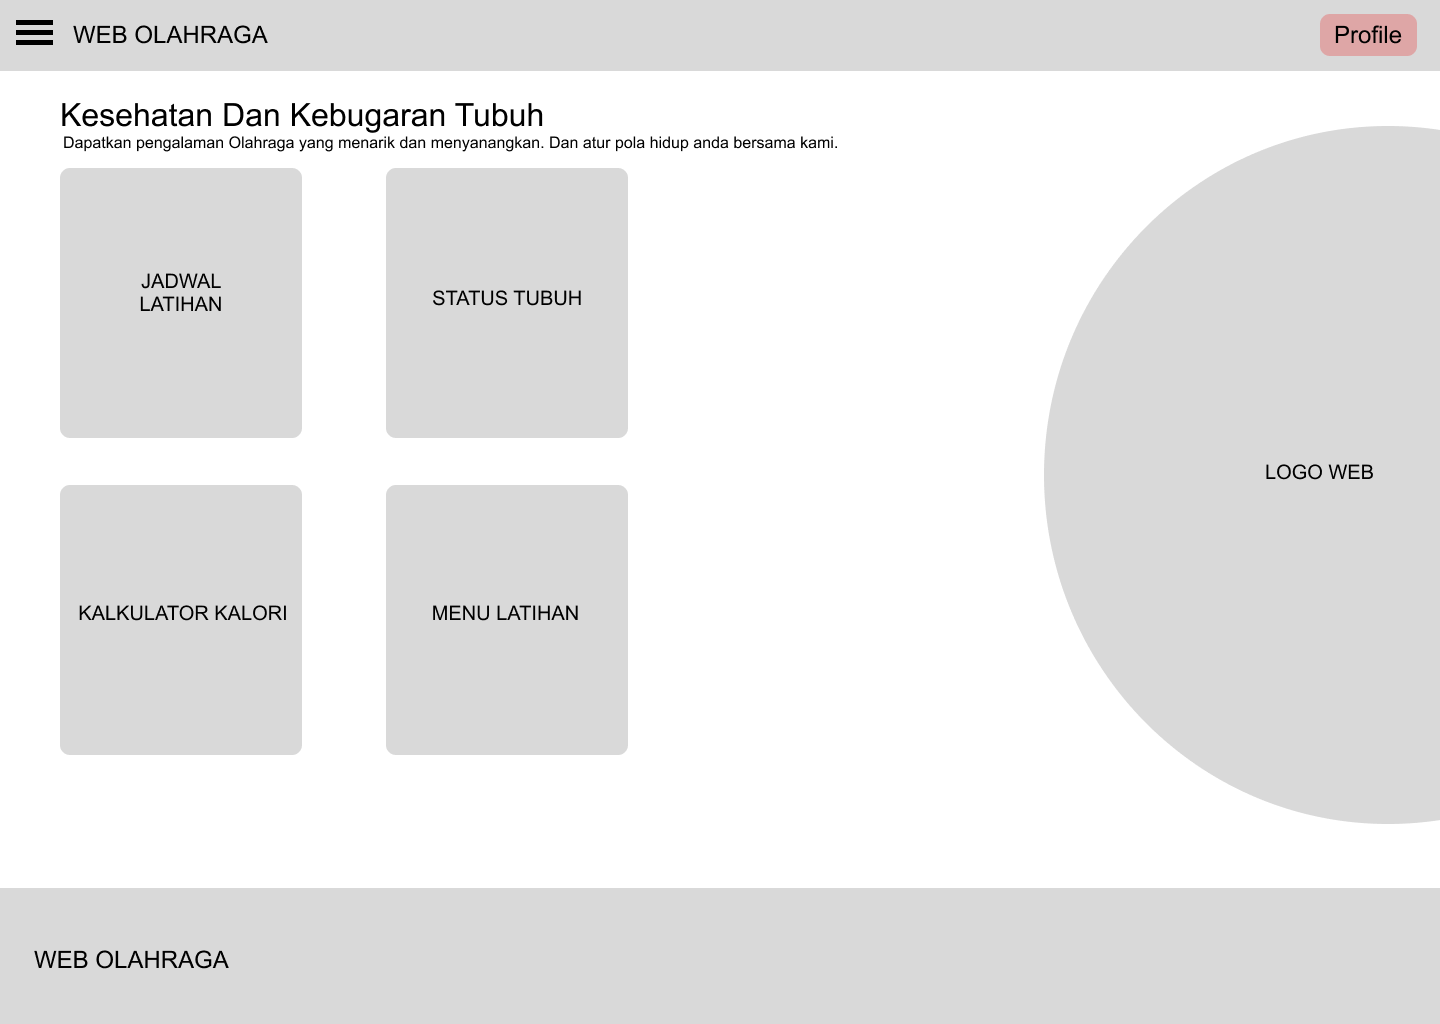 WEB OLAHRAGA
Profile
Kesehatan Dan Kebugaran Tubuh
Dapatkan pengalaman Olahraga yang menarik dan menyanangkan. Dan atur pola hidup anda bersama kami.
JADWAL
LATIHAN
STATUS TUBUH
LOGO WEB
KALKULATOR KALORI
MENU LATIHAN
WEB OLAHRAGA